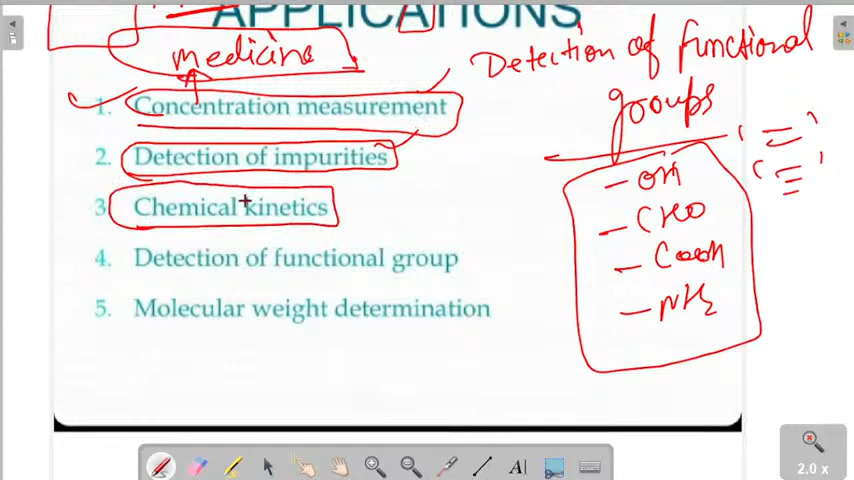 APPLICATIONS
medicine
Detection of functional
groups
1. Concentration measurement
2. Detection of impurities
3 Chemical kinetics
4. Detection of functional group
5. Molecular weight determination
- OH
- CHO
- COOH
- NH2
' = '
' ≡ '
A
2.0 x